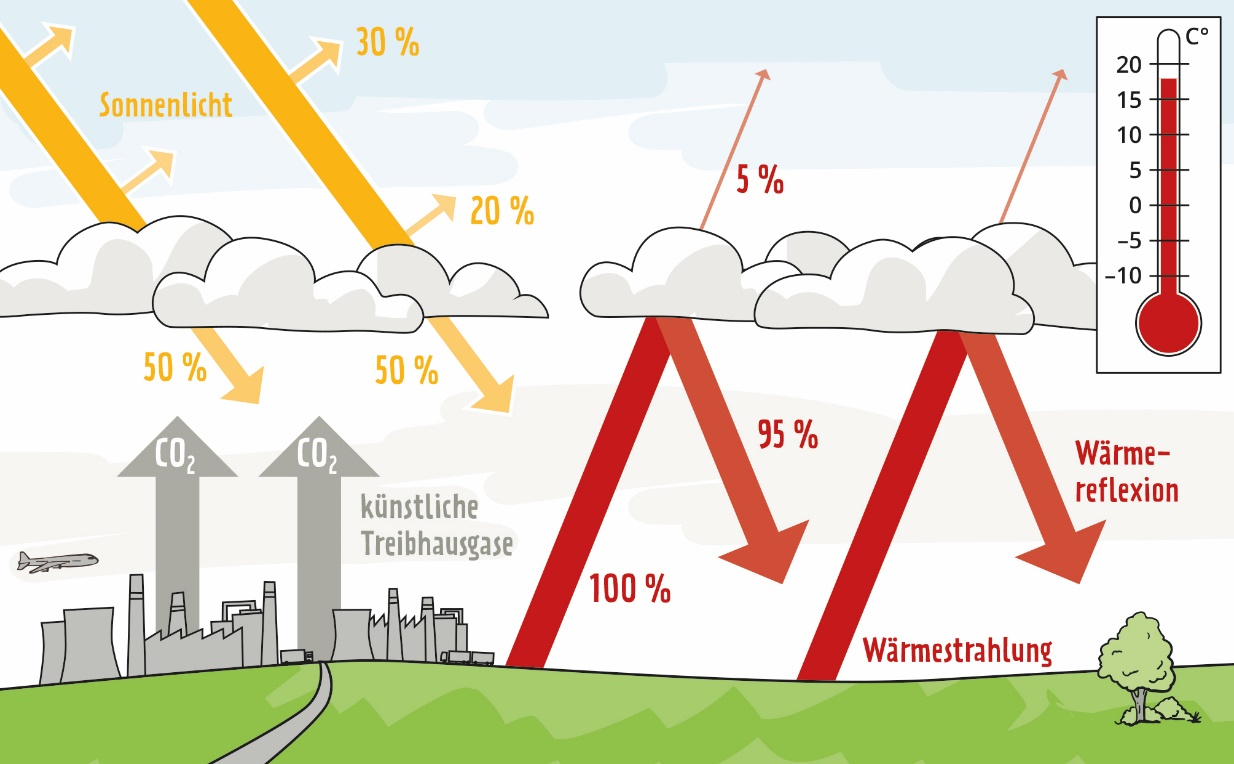 30 %
Sonnenlicht
20 %
50 %
50 %
CO₂
CO₂
künstliche
Treibhausgase
5 %
95 %
100 %
Wärme-
reflexion
Wärmestrahlung
C°
20
15
10
5
0
–5
–10